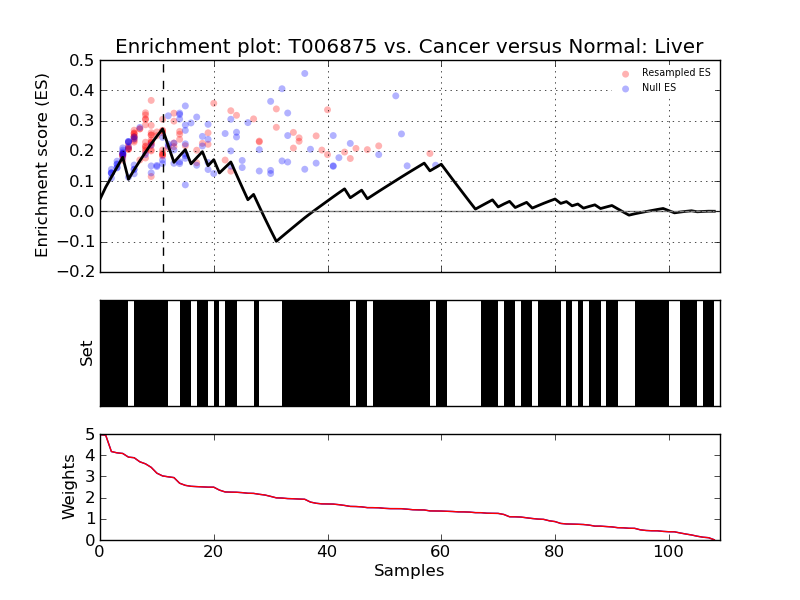 Enrichment plot: T006875 vs. Cancer versus Normal: Liver
Resampled ES
Null ES
Enrichment score (ES)
0.5
0.4
0.3
0.2
0.1
0.0
−0.1
−0.2
Set
Weights
5
4
3
2
1
0
0 20 40 60 80 100
Samples